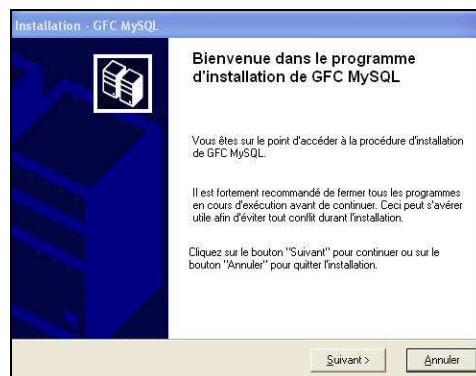 Installation - GFC MySQL
Bienvenue dans le programme
d'installation de GFC MySQL
Vous êtes sur le point d'accéder à la procédure d'installation
de GFC MySQL.
Il est fortement recommandé de fermer tous les programmes
en cours d'exécution avant de continuer. Ceci peut s'avérer
utile afin d'éviter tout conflit durant l'installation.
Cliquez sur le bouton "Suivant" pour continuer ou sur le
bouton "Annuler" pour quitter l'installation.
Suivant > Annuler